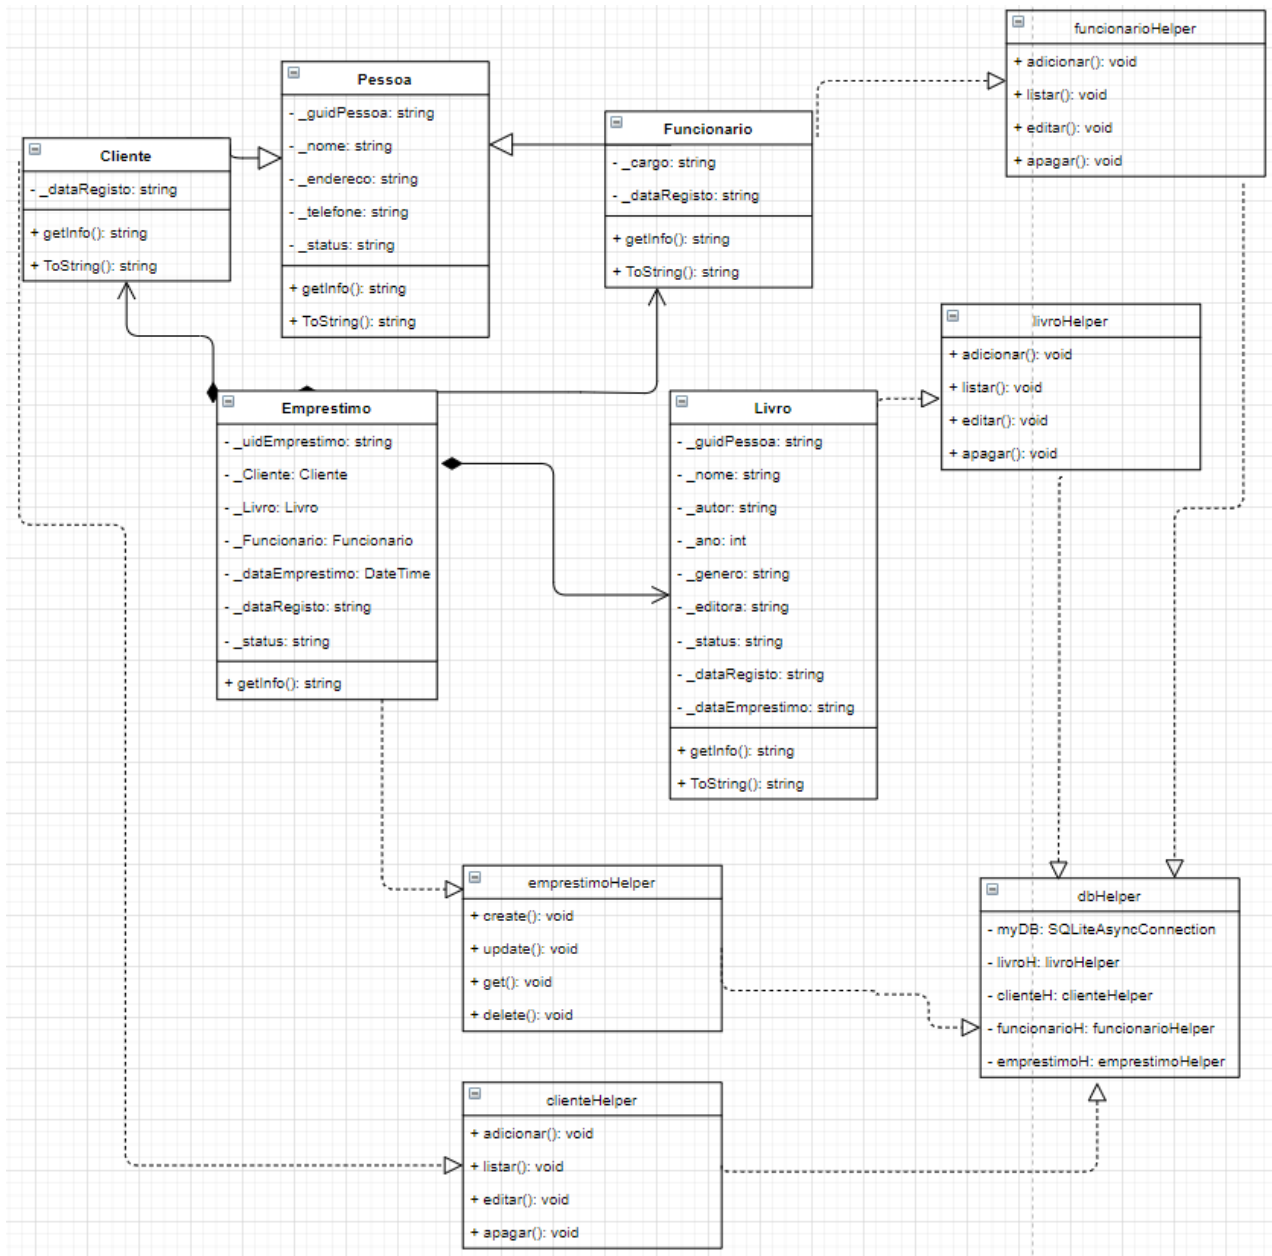 funcionarioHelper
+ adicionar(): void
+ listar(): void
+ editar(): void
+ apagar(): void
Pessoa
- _guidPessoa: string
- _nome: string
- _endereco: string
- _telefone: string
- _status: string
+ getInfo(): string
+ ToString(): string
Funcionario
- _cargo: string
- _dataRegisto: string
+ getInfo(): string
+ ToString(): string
Cliente
- _dataRegisto: string
+ getInfo(): string
+ ToString(): string
livroHelper
+ adicionar(): void
+ listar(): void
+ editar(): void
+ apagar(): void
Emprestimo
- _uidEmprestimo: string
- _Cliente: Cliente
- _Livro: Livro
- _Funcionario: Funcionario
- _dataEmprestimo: DateTime
- _dataRegisto: string
- _status: string
+ getInfo(): string
Livro
- _guidPessoa: string
- _nome: string
- _autor: string
- _ano: int
- _genero: string
- _editora: string
- _status: string
- _dataRegisto: string
- _dataEmprestimo: string
+ getInfo(): string
+ ToString(): string
emprestimoHelper
+ create(): void
+ update(): void
+ get(): void
+ delete(): void
dbHelper
- myDB: SQLiteAsyncConnection
- livroH: livroHelper
- clienteH: clienteHelper
- funcionarioH: funcionarioHelper
- emprestimoH: emprestimoHelper
clienteHelper
+ adicionar(): void
+ listar(): void
+ editar(): void
+ apagar(): void